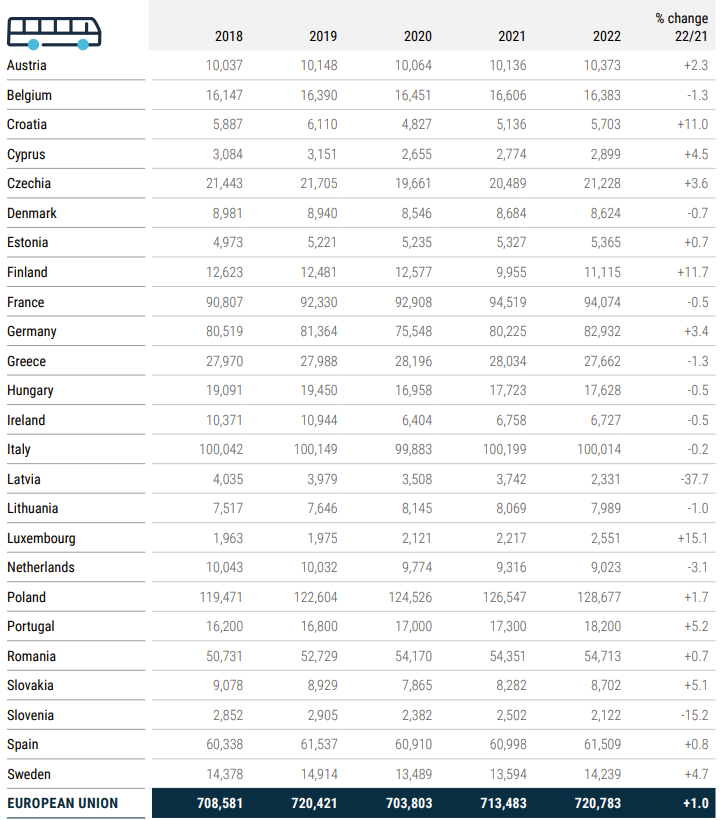 % change
2018 2019 2020 2021 2022 22/21
Austria 10,037 10,148 10,064 10,136 10,373 +2.3
Belgium 16,147 16,390 16,451 16,606 16,383 -1.3
Croatia 5,887 6,110 4,827 5,136 5,703 +11.0
Cyprus 3,084 3,151 2,655 2,774 2,899 +4.5
Czechia 21,443 21,705 19,661 20,489 21,228 +3.6
Denmark 8,981 8,940 8,546 8,684 8,624 -0.7
Estonia 4,973 5,221 5,235 5,327 5,365 +0.7
Finland 12,623 12,481 12,577 9,955 11,115 +11.7
France 90,807 92,330 92,908 94,519 94,074 -0.5
Germany 80,519 81,364 75,548 80,225 82,932 +3.4
Greece 27,970 27,988 28,196 28,034 27,662 -1.3
Hungary 19,091 19,450 16,958 17,723 17,628 -0.5
Ireland 10,371 10,944 6,404 6,758 6,727 -0.5
Italy 100,042 100,149 99,883 100,199 100,014 -0.2
Latvia 4,035 3,979 3,508 3,742 2,331 -37.7
Lithuania 7,517 7,646 8,145 8,069 7,989 -1.0
Luxembourg 1,963 1,975 2,121 2,217 2,551 +15.1
Netherlands 10,043 10,032 9,774 9,316 9,023 -3.1
Poland 119,471 122,604 124,526 126,547 128,677 +1.7
Portugal 16,200 16,800 17,000 17,300 18,200 +5.2
Romania 50,731 52,729 54,170 54,351 54,713 +0.7
Slovakia 9,078 8,929 7,865 8,282 8,702 +5.1
Slovenia 2,852 2,905 2,382 2,502 2,122 -15.2
Spain 60,338 61,537 60,910 60,998 61,509 +0.8
Sweden 14,378 14,914 13,489 13,594 14,239 +4.7
EUROPEAN UNION 708,581 720,421 703,803 713,483 720,783 +1.0